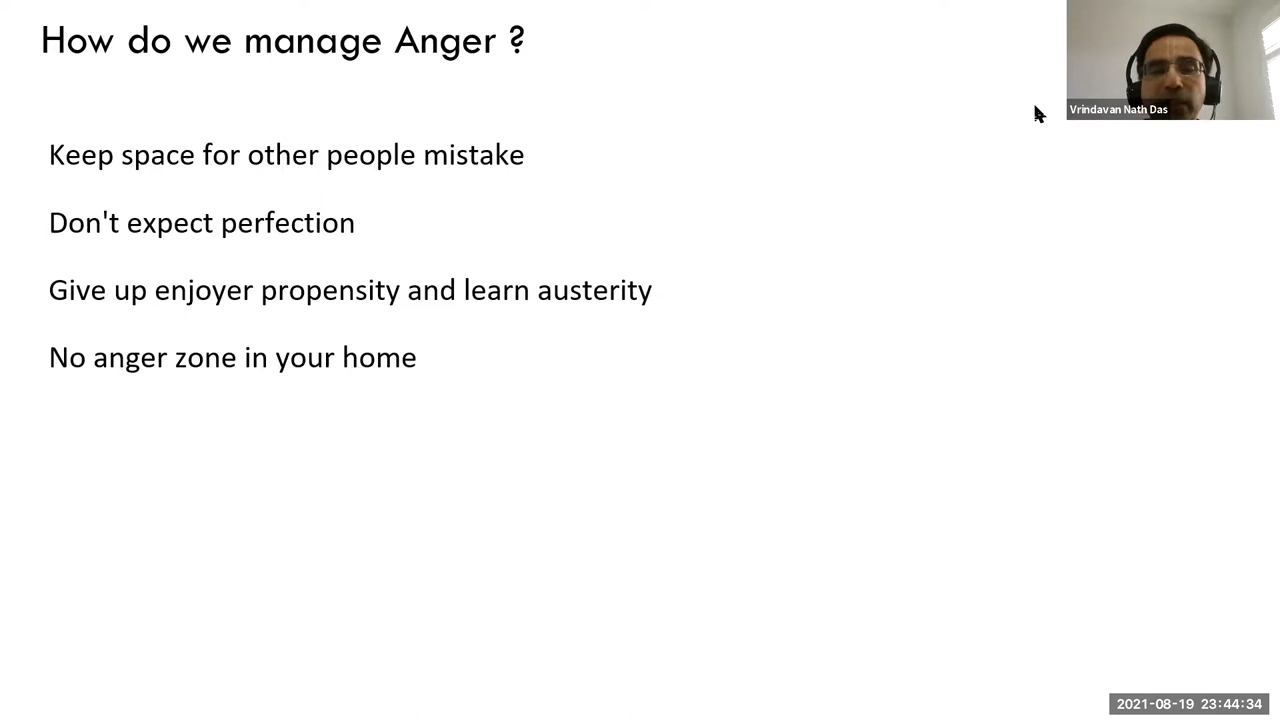 How do we manage Anger ?
Vrindavan Nath Das
Keep space for other people mistake
Don't expect perfection
Give up enjoyer propensity and learn austerity
No anger zone in your home
2021-08-19 23:44:34